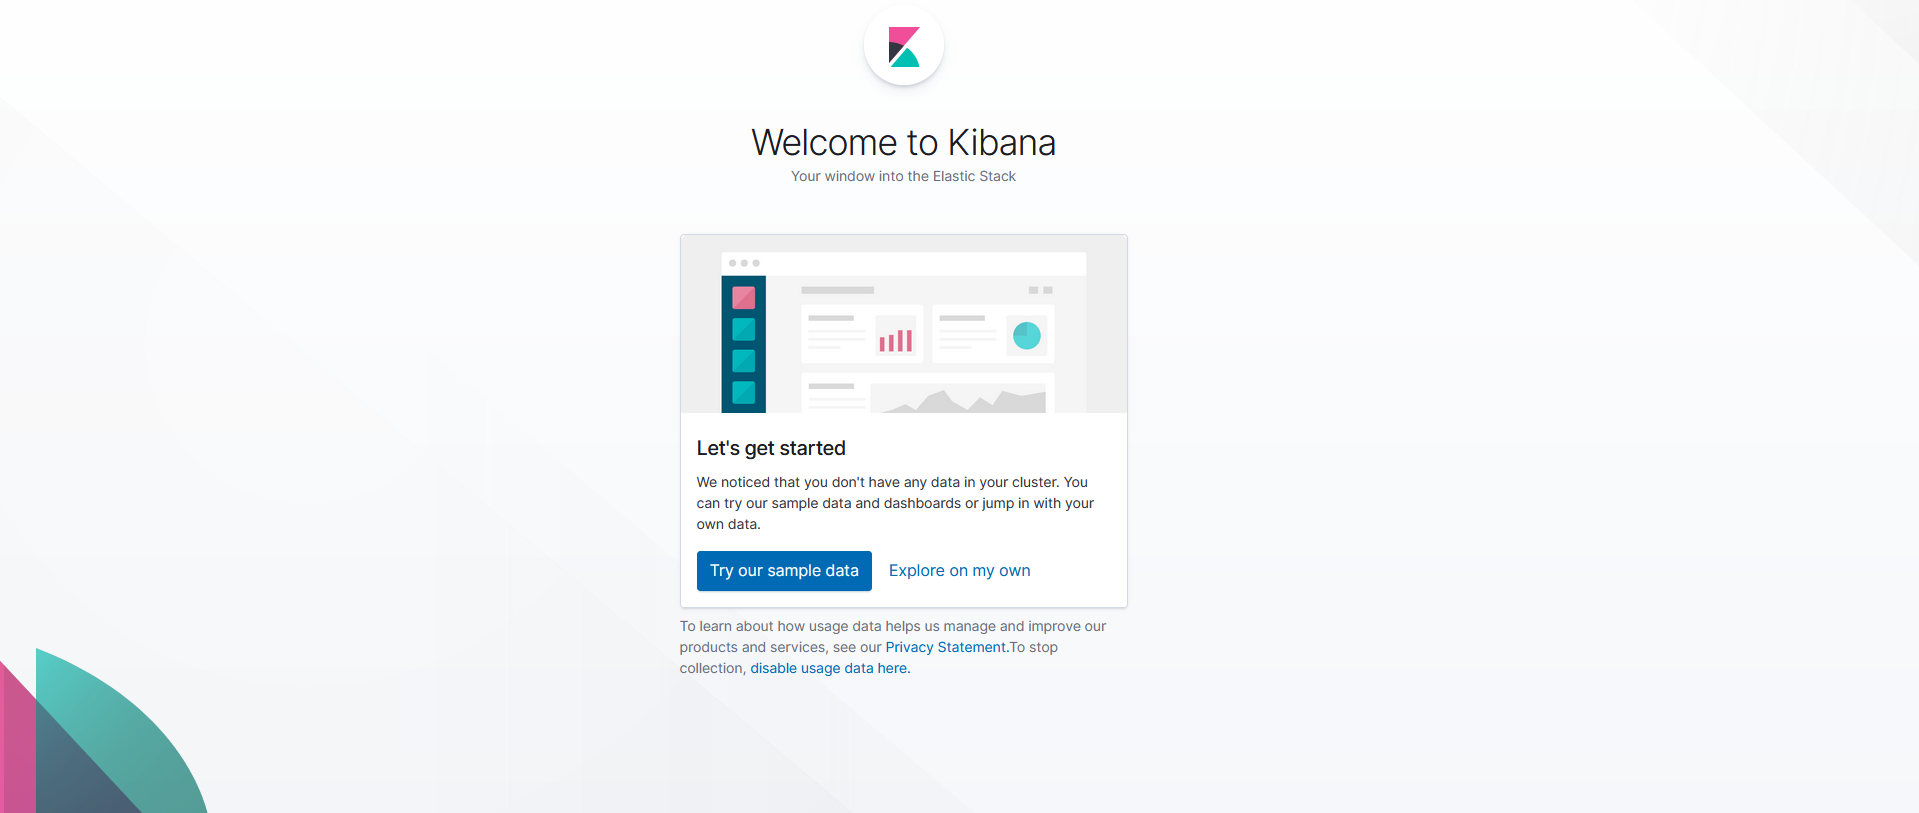 Welcome to Kibana
Your window into the Elastic Stack
Let's get started
We noticed that you don't have any data in your cluster. You
can try our sample data and dashboards or jump in with your
own data.
Try our sample data
Explore on my own
To learn about how usage data helps us manage and improve our
products and services, see our Privacy Statement.To stop
collection, disable usage data here.